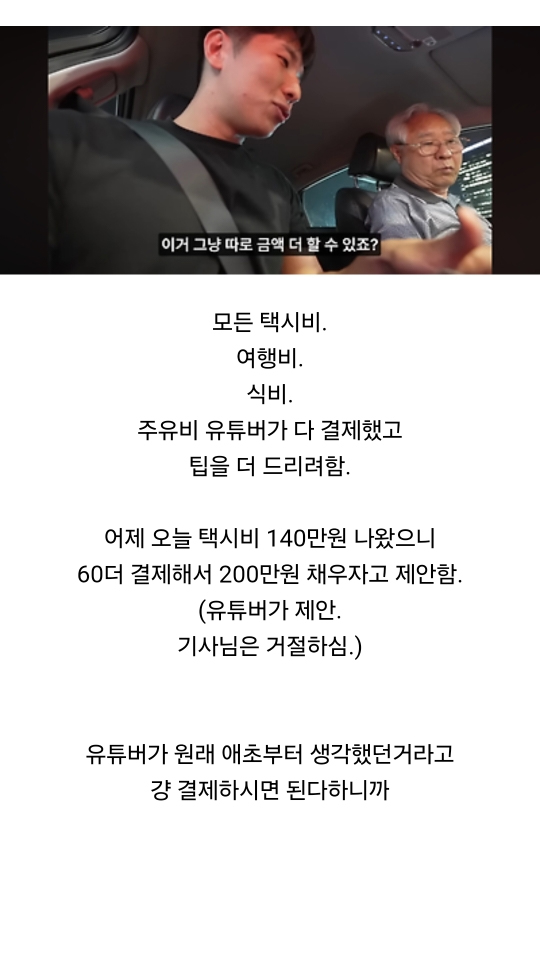 이거 그냥 따로 금액 더 할 수 있죠?
모든 택시비.
여행비.
식비.
주유비 유튜버가 다 결제했고
팁을 더 드리려함.
어제 오늘 택시비 140만원 나왔으니
60더 결제해서 200만원 채우자고 제안함.
(유튜버가 제안.
기사님은 거절하심.)
유튜버가 원래 애초부터 생각했던거라고
걍 결제하시면 된다하니까